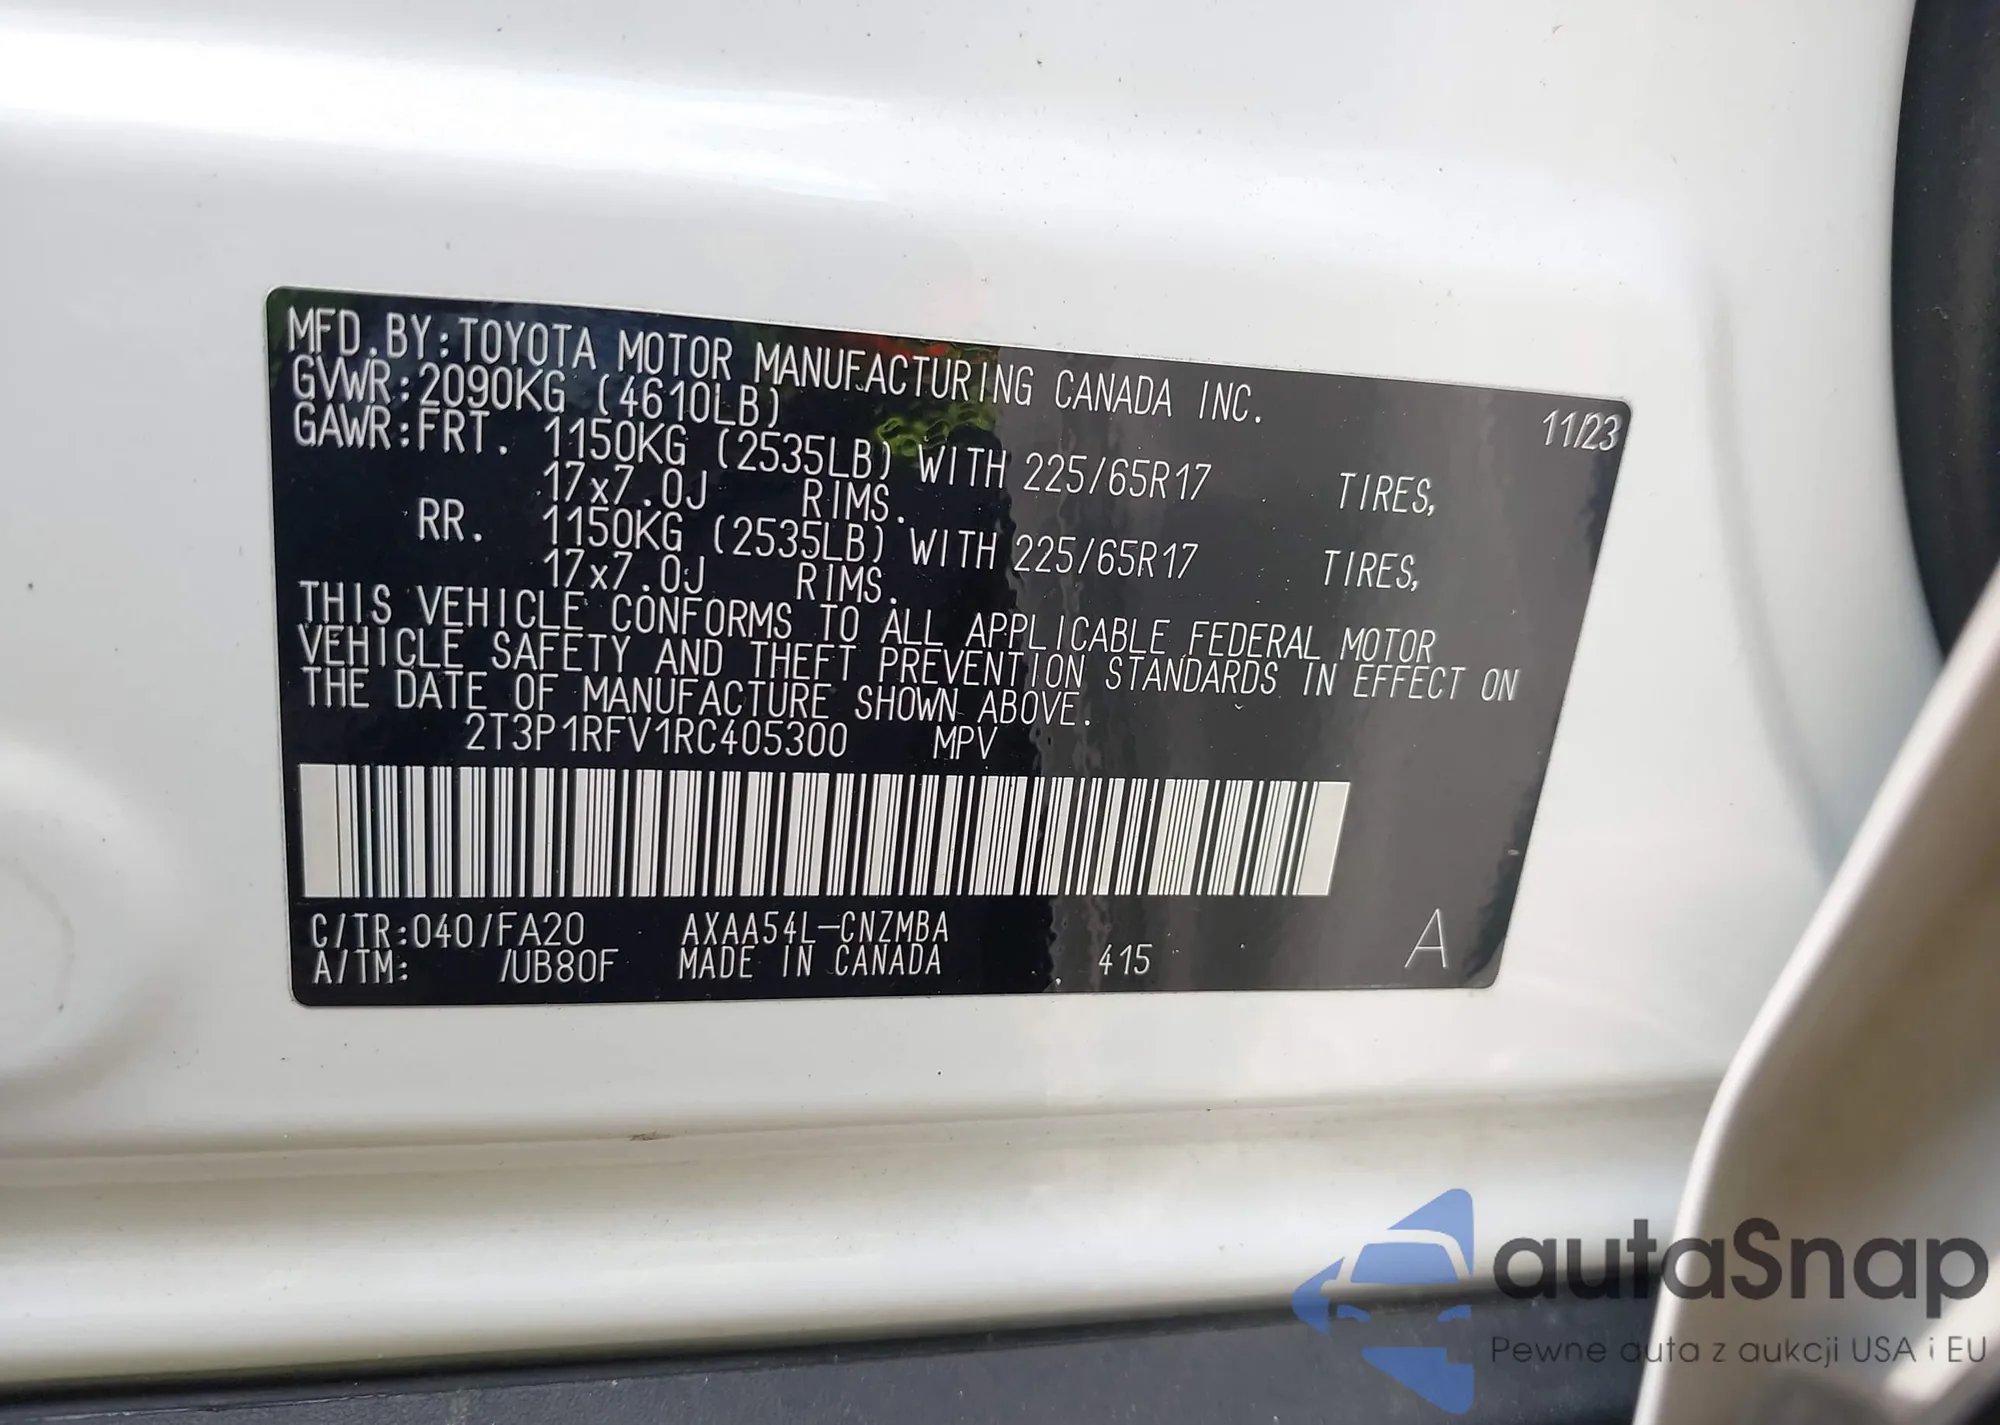 MFD.BY:TOYOTA MOTOR MANUFACTURING CANADA INC. 11/23
GVWR:2090KG (4610LB)
GAWR:FRT. 1150KG (2535LB) WITH 225/65R17 TIRES,
17x7.0J RIMS.
RR. 1150KG (2535LB) WITH 225/65R17 TIRES,
17x7.0J RIMS.
THIS VEHICLE CONFORMS TO ALL APPLICABLE FEDERAL MOTOR
VEHICLE SAFETY AND THEFT PREVENTION STANDARDS IN EFFECT ON
THE DATE OF MANUFACTURE SHOWN ABOVE.
2T3P1RFV1RC405300 MPV
C/TR:040/FA20 AXAA54L-CNZMBA
A/TM: /UB80F MADE IN CANADA 415 A
autaSnap
Pewne auta z aukcji USA i EU